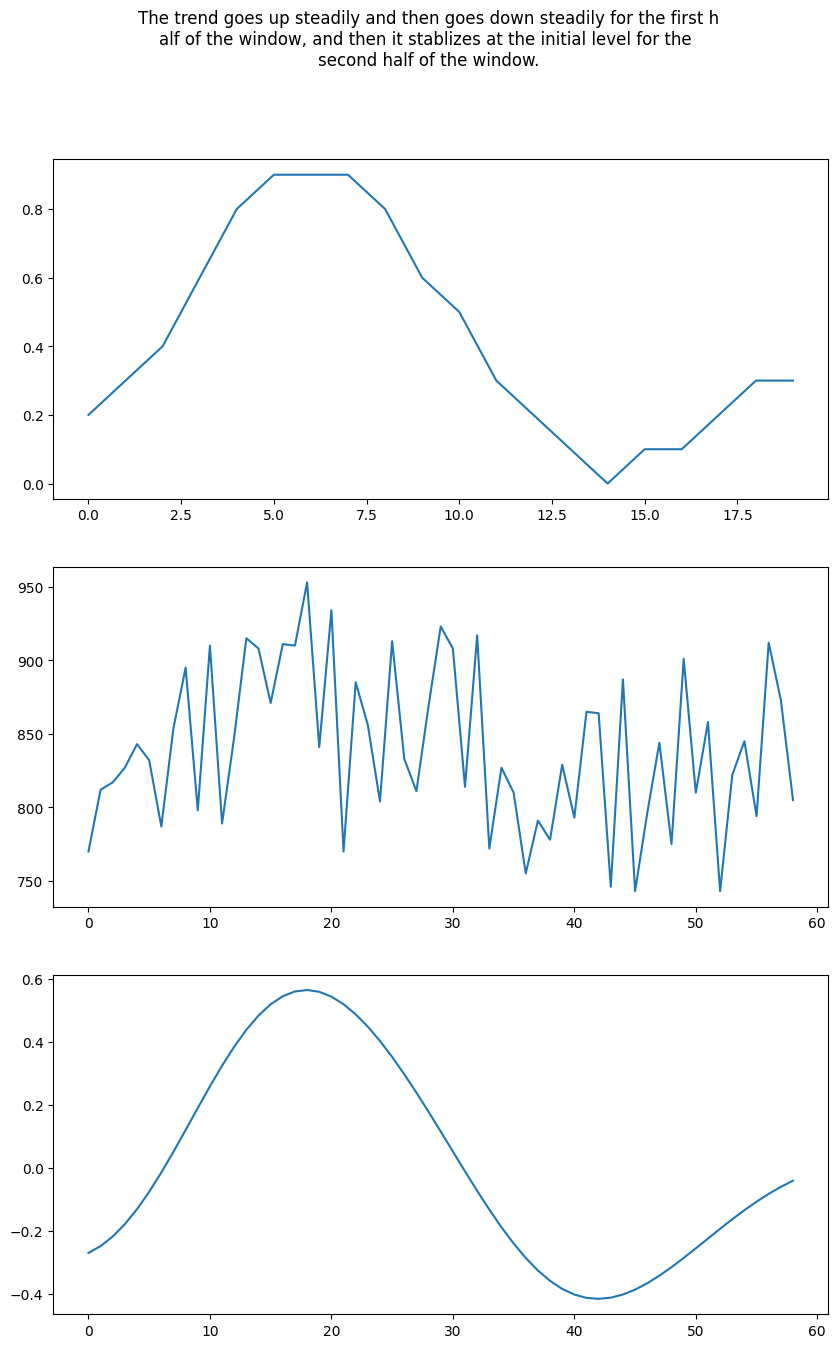 The trend goes up steadily and then goes down steadily for the first h
alf of the window, and then it stablizes at the initial level for the
second half of the window.
0.8
0.6
0.4
0.2
0.0
0.0 2.5 5.0 7.5 10.0 12.5 15.0 17.5
950
900
850
800
750
0 10 20 30 40 50 60
0.6
0.4
0.2
0.0
−0.2
−0.4
0 10 20 30 40 50 60